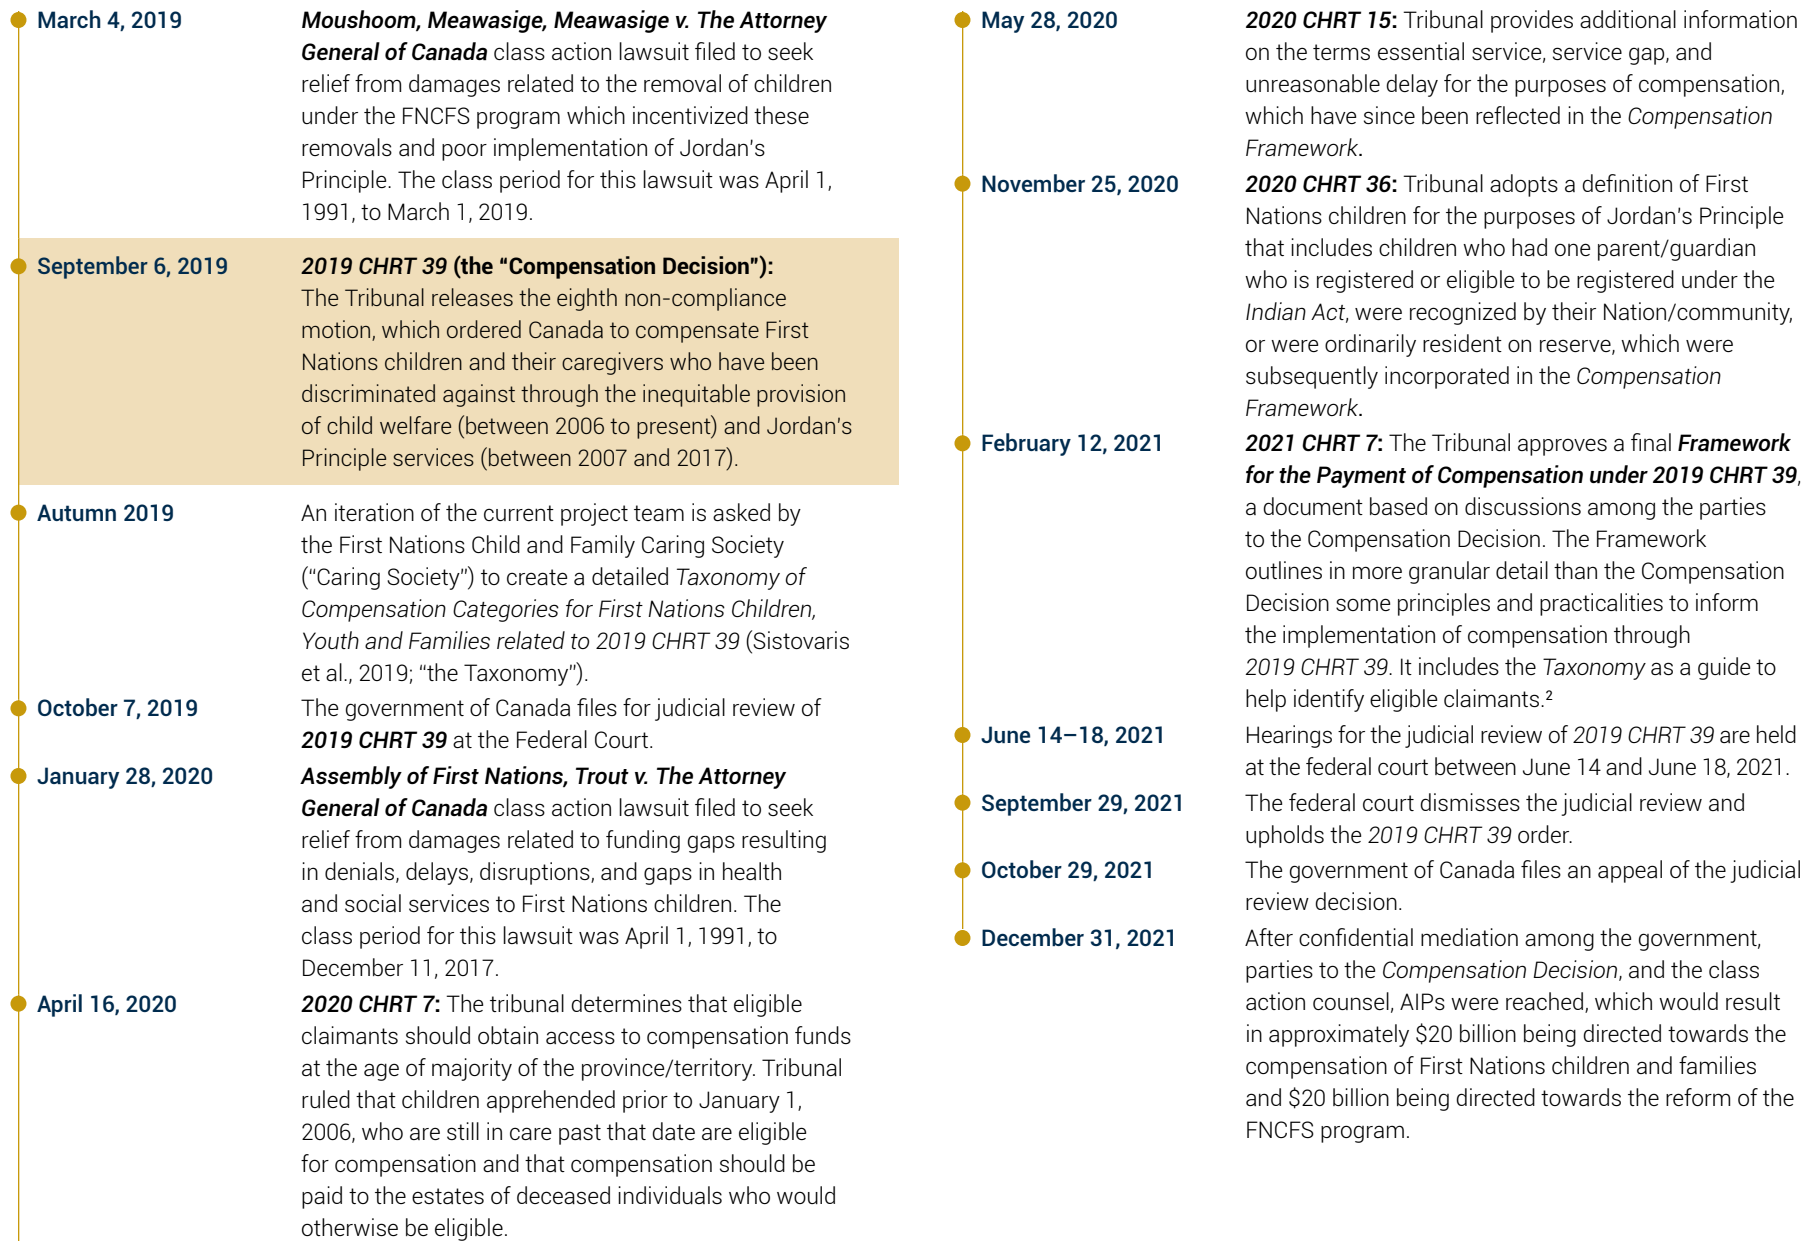 March 4, 2019
Moushoom, Meawasige, Meawasige v. The Attorney
General of Canada class action lawsuit filed to seek
relief from damages related to the removal of children
under the FNCFS program which incentivized these
removals and poor implementation of Jordan's
Principle. The class period for this lawsuit was April 1,
1991, to March 1, 2019.
September 6, 2019
2019 CHRT 39 (the “Compensation Decision”):
The Tribunal releases the eighth non-compliance
motion, which ordered Canada to compensate First
Nations children and their caregivers who have been
discriminated against through the inequitable provision
of child welfare (between 2006 to present) and Jordan's
Principle services (between 2007 and 2017).
Autumn 2019
An iteration of the current project team is asked by
the First Nations Child and Family Caring Society
(“Caring Society”) to create a detailed Taxonomy of
Compensation Categories for First Nations Children,
Youth and Families related to 2019 CHRT 39 (Sistovaris
et al., 2019; “the Taxonomy”).
October 7, 2019
The government of Canada files for judicial review of
2019 CHRT 39 at the Federal Court.
January 28, 2020
Assembly of First Nations, Trout v. The Attorney
General of Canada class action lawsuit filed to seek
relief from damages related to funding gaps resulting
in denials, delays, disruptions, and gaps in health
and social services to First Nations children. The
class period for this lawsuit was April 1, 1991, to
December 11, 2017.
April 16, 2020
2020 CHRT 7: The tribunal determines that eligible
claimants should obtain access to compensation funds
at the age of majority of the province/territory. Tribunal
ruled that children apprehended prior to January 1,
2006, who are still in care past that date are eligible
for compensation and that compensation should be
paid to the estates of deceased individuals who would
otherwise be eligible.
May 28, 2020
2020 CHRT 15: Tribunal provides additional information
on the terms essential service, service gap, and
unreasonable delay for the purposes of compensation,
which have since been reflected in the Compensation
Framework.
November 25, 2020
2020 CHRT 36: Tribunal adopts a definition of First
Nations children for the purposes of Jordan's Principle
that includes children who had one parent/guardian
who is registered or eligible to be registered under the
Indian Act, were recognized by their Nation/community,
or were ordinarily resident on reserve, which were
subsequently incorporated in the Compensation
Framework.
February 12, 2021
2021 CHRT 7: The Tribunal approves a final Framework
for the Payment of Compensation under 2019 CHRT 39,
a document based on discussions among the parties
to the Compensation Decision. The Framework
outlines in more granular detail than the Compensation
Decision some principles and practicalities to inform
the implementation of compensation through
2019 CHRT 39. It includes the Taxonomy as a guide to
help identify eligible claimants.²
June 14–18, 2021
Hearings for the judicial review of 2019 CHRT 39 are held
at the federal court between June 14 and June 18, 2021.
September 29, 2021
The federal court dismisses the judicial review and
upholds the 2019 CHRT 39 order.
October 29, 2021
The government of Canada files an appeal of the judicial
review decision.
December 31, 2021
After confidential mediation among the government,
parties to the Compensation Decision, and the class
action counsel, AIPs were reached, which would result
in approximately $20 billion being directed towards the
compensation of First Nations children and families
and $20 billion being directed towards the reform of the
FNCFS program.